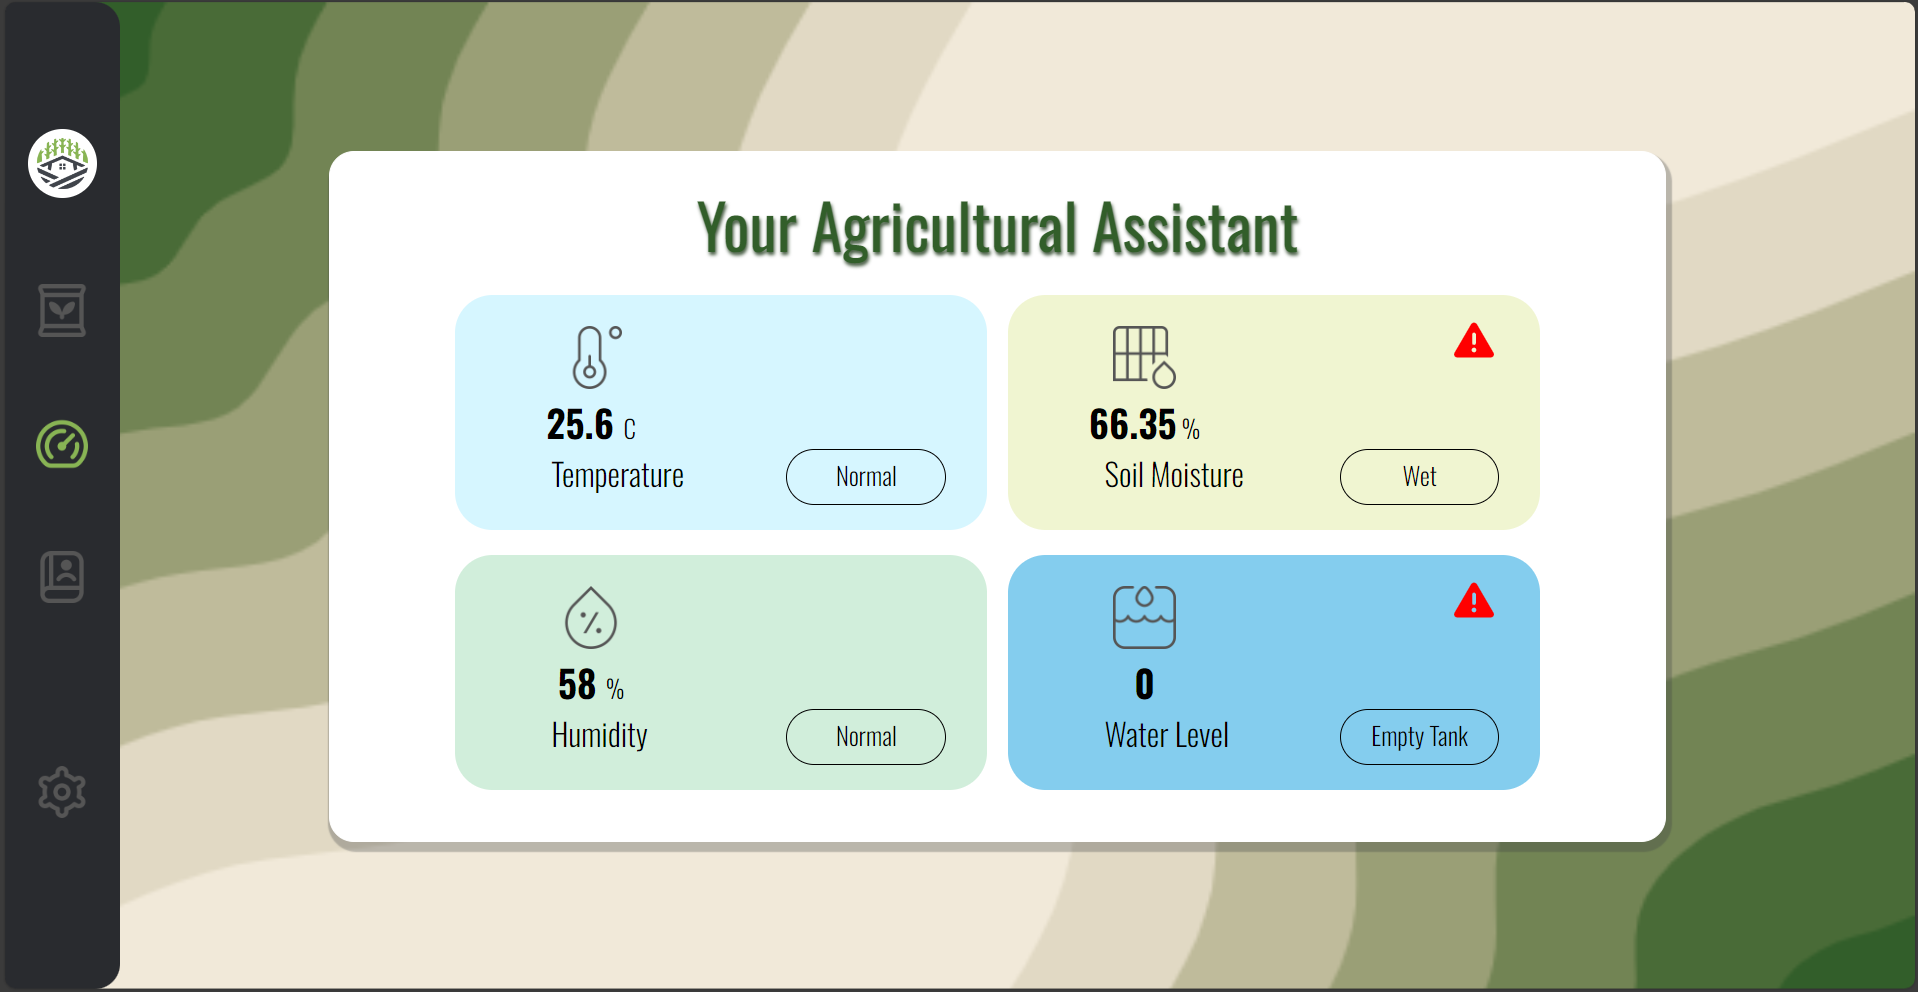 Your Agricultural Assistant
25.6 C
Temperature
Normal
66.35 %
Soil Moisture
Wet
58 %
Humidity
Normal
0
Water Level
Empty Tank